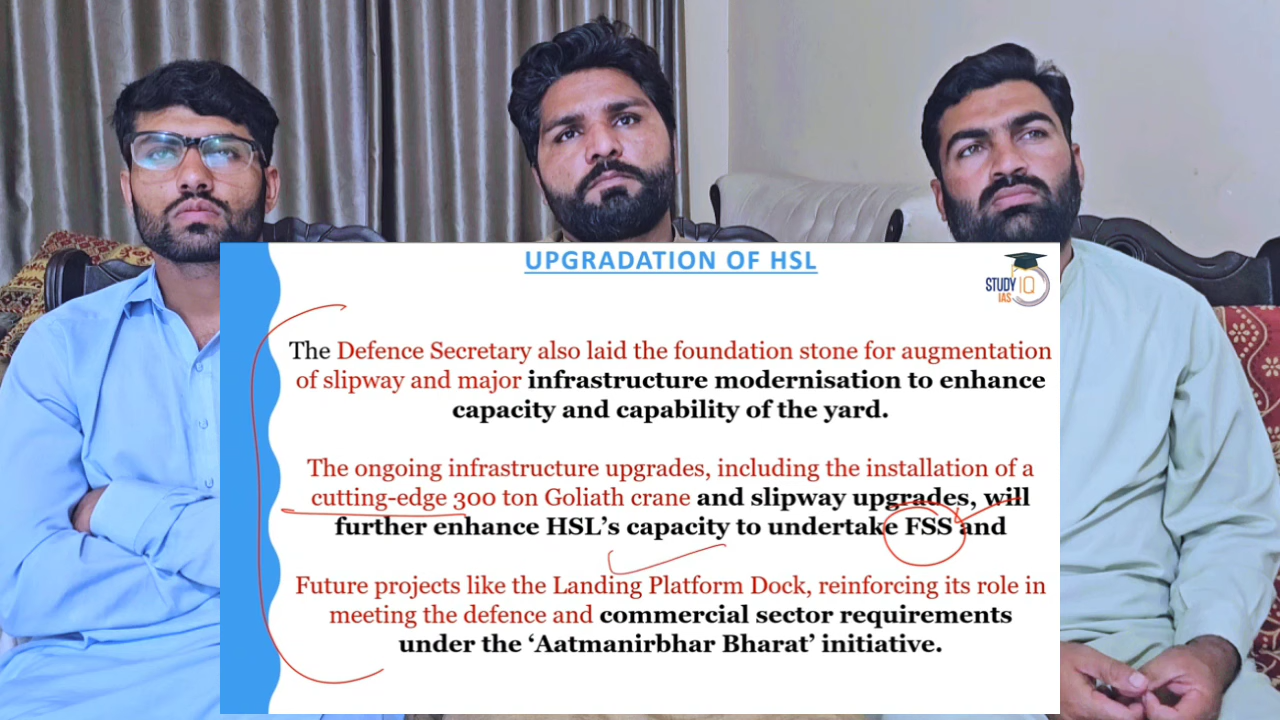 UPGRADATION OF HSL
STUDY IQ
IAS
The Defence Secretary also laid the foundation stone for augmentation
of slipway and major infrastructure modernisation to enhance
capacity and capability of the yard.
The ongoing infrastructure upgrades, including the installation of a
cutting-edge 300 ton Goliath crane and slipway upgrades, will
further enhance HSL’s capacity to undertake FSS and
Future projects like the Landing Platform Dock, reinforcing its role in
meeting the defence and commercial sector requirements
under the ‘Aatmanirbhar Bharat’ initiative.